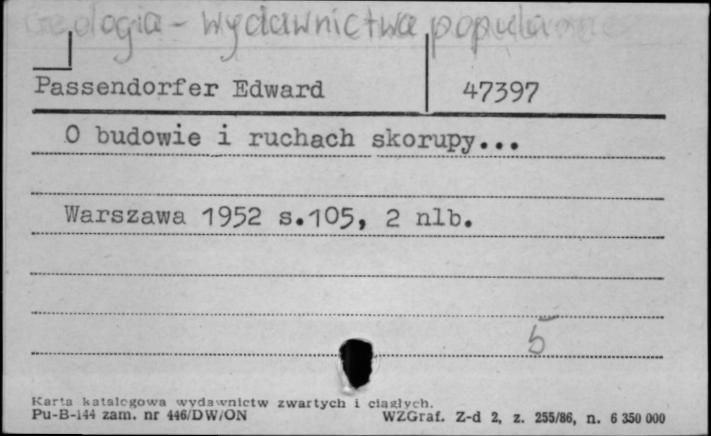 Geologia - wydawnictwa popularne
Passendorfer Edward 47397
O budowie i ruchach skorupy...
Warszawa 1952 s.105, 2 nlb.
5
Karta katalogowa wydawnictw zwartych i ciągłych.
Pu-B-144 zam. nr 446/DW/ON WZGraf. Z-d 2, z. 255/86, n. 6 350 000